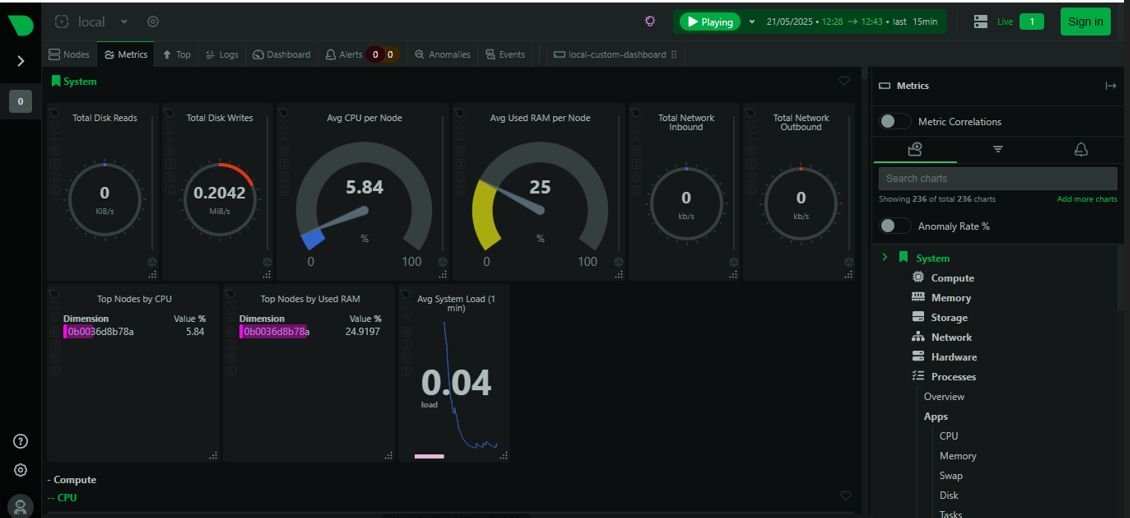 local
Playing 21/05/2025 • 12:28 → 12:43 • last 15min
Live 1
Sign in
Nodes Metrics Top Logs Dashboard Alerts 0 0 Anomalies Events local-custom-dashboard
0
System
Total Disk Reads
0
KiB/s
Total Disk Writes
0.2042
MiB/s
Avg CPU per Node
5.84
%
0 100
Avg Used RAM per Node
25
%
0 100
Total Network
Inbound
0
kb/s
Total Network
Outbound
0
kb/s
Top Nodes by CPU
Dimension Value %
0b0036d8b78a 5.84
Top Nodes by Used RAM
Dimension Value %
0b0036d8b78a 24.9197
Avg System Load (1
min)
0.04
load
- Compute
-- CPU
Metrics
Metric Correlations
Search charts
Showing 236 of total 236 charts Add more charts
Anomaly Rate %
System
Compute
Memory
Storage
Network
Hardware
Processes
Overview
Apps
CPU
Memory
Swap
Disk
Tasks